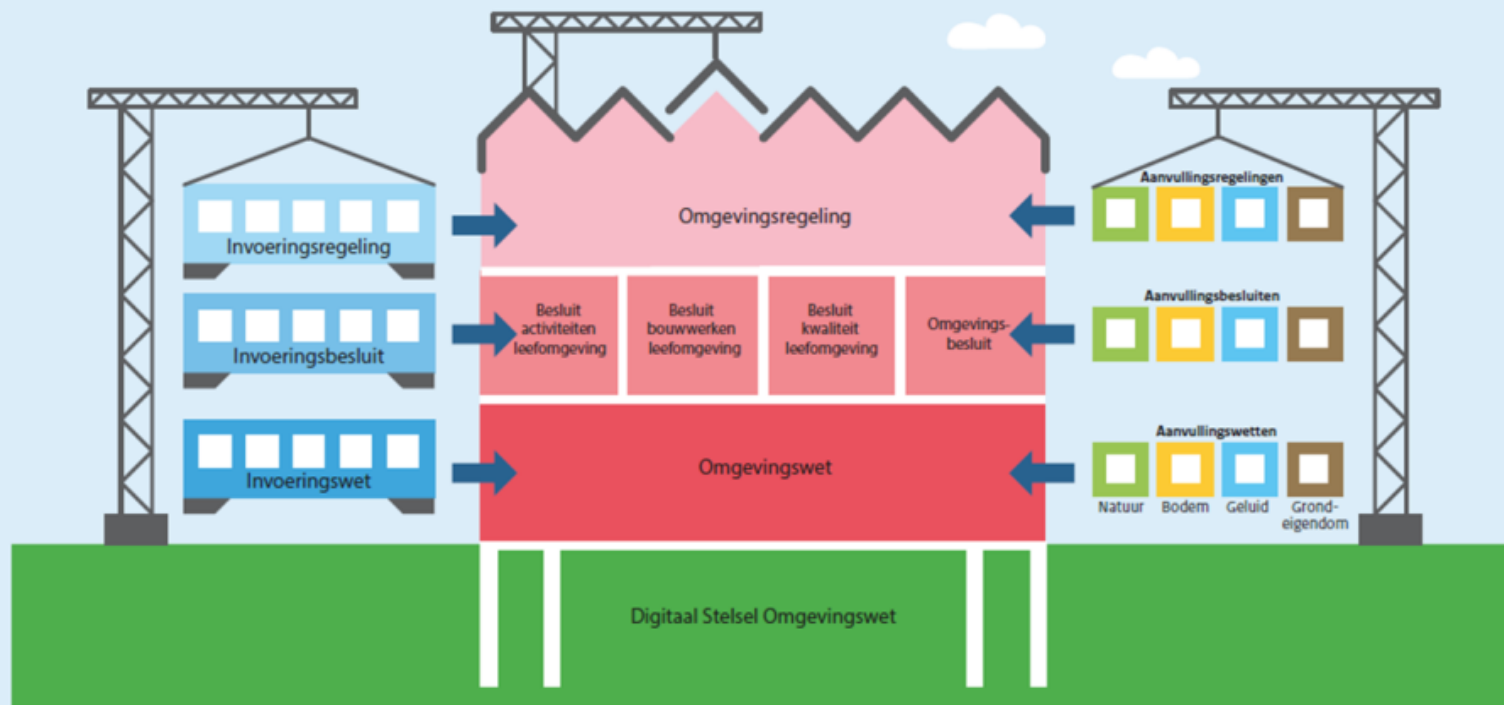 Aanvullingsregelingen
Omgevingsregeling
Invoeringsregeling
Aanvullingsbesluiten
Besluit
activiteiten
leefomgeving
Besluit
bouwwerken
leefomgeving
Besluit
kwaliteit
leefomgeving
Omgevings-
besluit
Invoeringsbesluit
Aanvullingswetten
Omgevingswet
Invoeringswet
Natuur
Bodem
Geluid
Grond-
eigendom
Digitaal Stelsel Omgevingswet